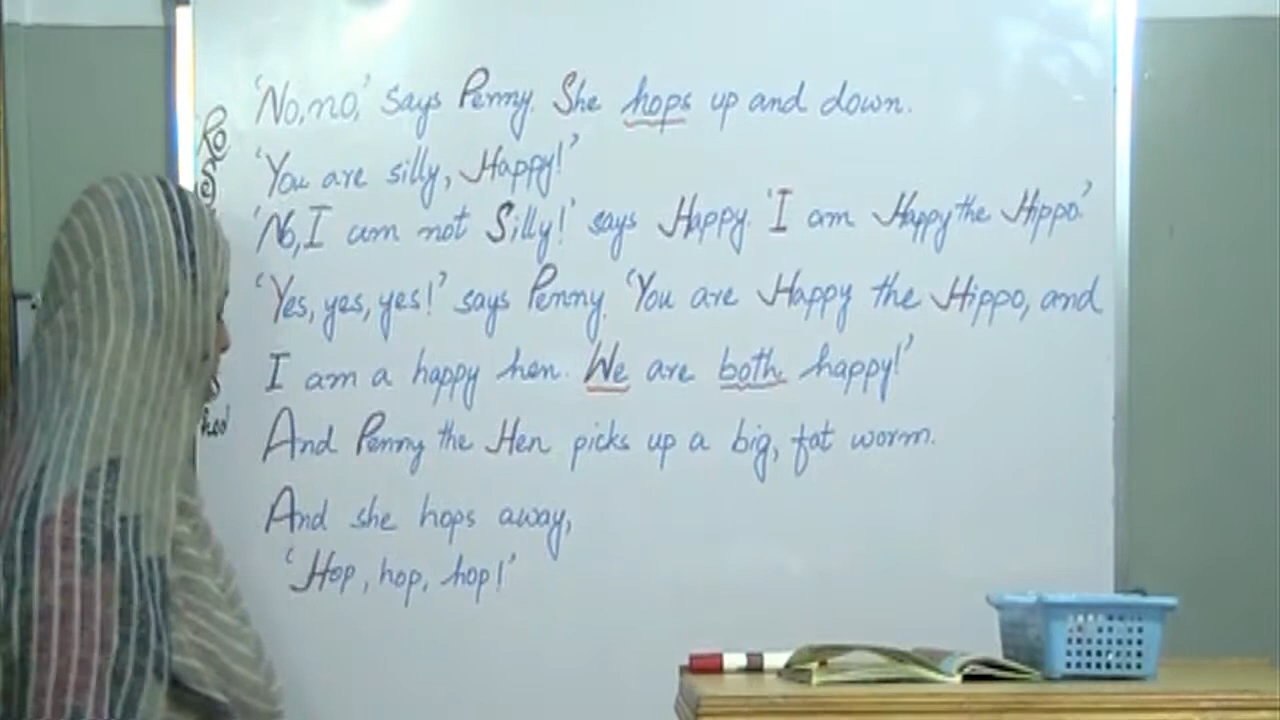 'No, no,' says Penny. She hops up and down.
'You are silly, Happy!'
'No, I am not Silly!' says Happy. 'I am Happy the Hippo.'
'Yes, yes, yes!' says Penny. 'You are Happy the Hippo, and
I am a happy hen. We are both happy!'
And Penny the Hen picks up a big, fat worm.
And she hops away,
'Hop, hop, hop!'